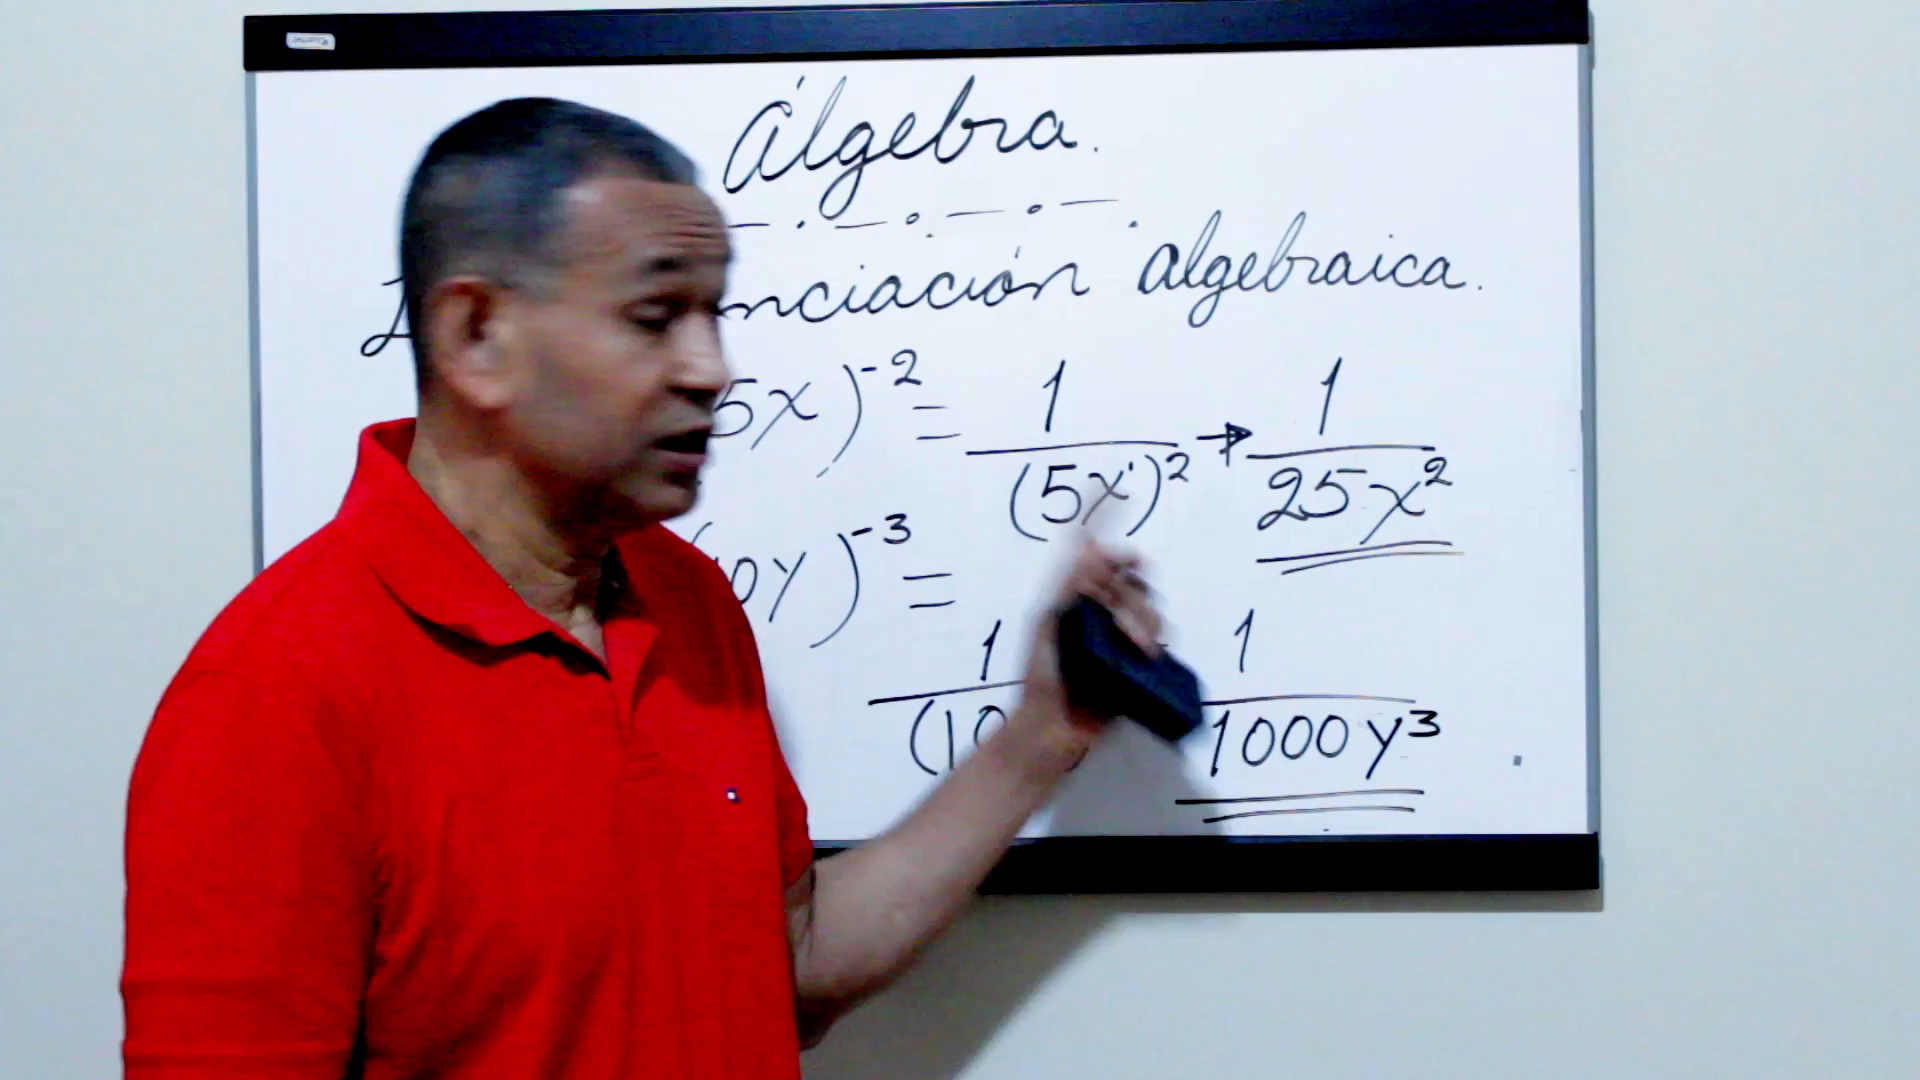 Álgebra.
nciación algebraica.
5x)⁻² = 1/(5x)² → 1/25x²
0y)⁻³ =
1/(10 1/1000y³